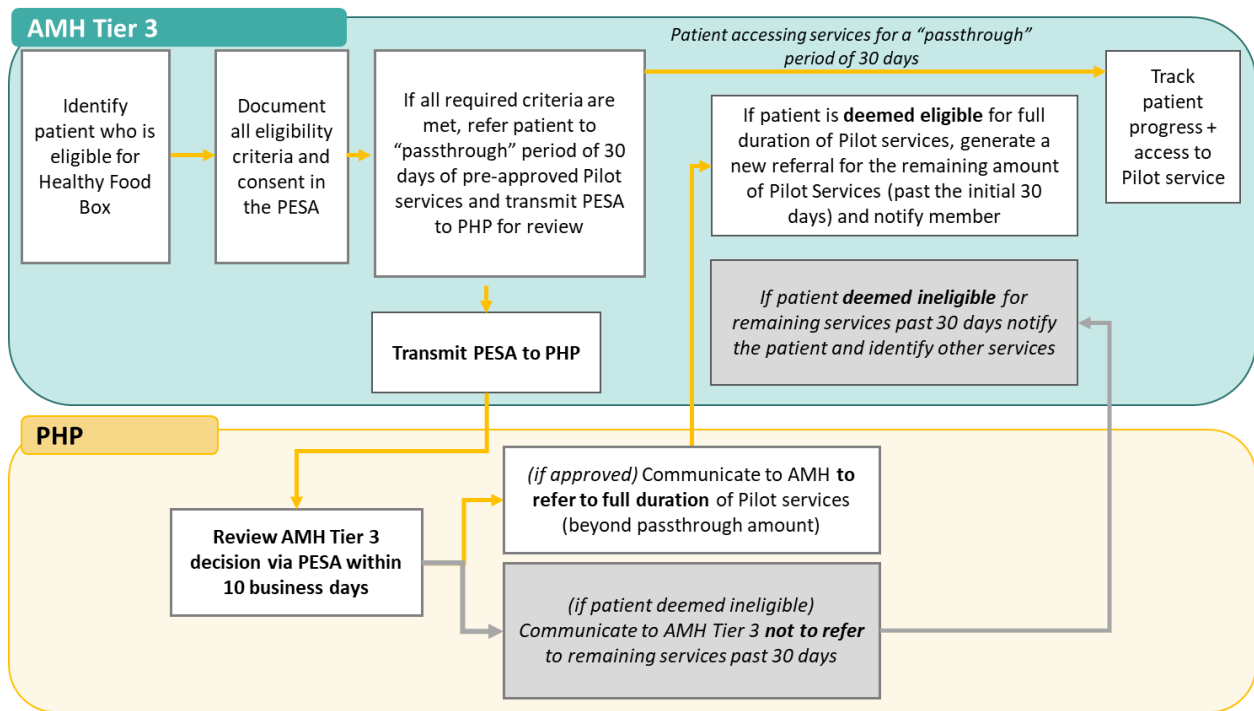 AMH Tier 3
Patient accessing services for a “passthrough”
period of 30 days
Identify
patient who is
eligible for
Healthy Food
Box
Document
all eligibility
criteria and
consent in
the PESA
If all required criteria are
met, refer patient to
“passthrough” period of 30
days of pre-approved Pilot
services and transmit PESA
to PHP for review
If patient is deemed eligible for full
duration of Pilot services, generate a
new referral for the remaining amount
of Pilot Services (past the initial 30
days) and notify member
Track
patient
progress +
access to
Pilot service
If patient deemed ineligible for
remaining services past 30 days notify
the patient and identify other services
Transmit PESA to PHP
PHP
Review AMH Tier 3
decision via PESA within
10 business days
(if approved) Communicate to AMH to
refer to full duration of Pilot services
(beyond passthrough amount)
(if patient deemed ineligible)
Communicate to AMH Tier 3 not to refer
to remaining services past 30 days